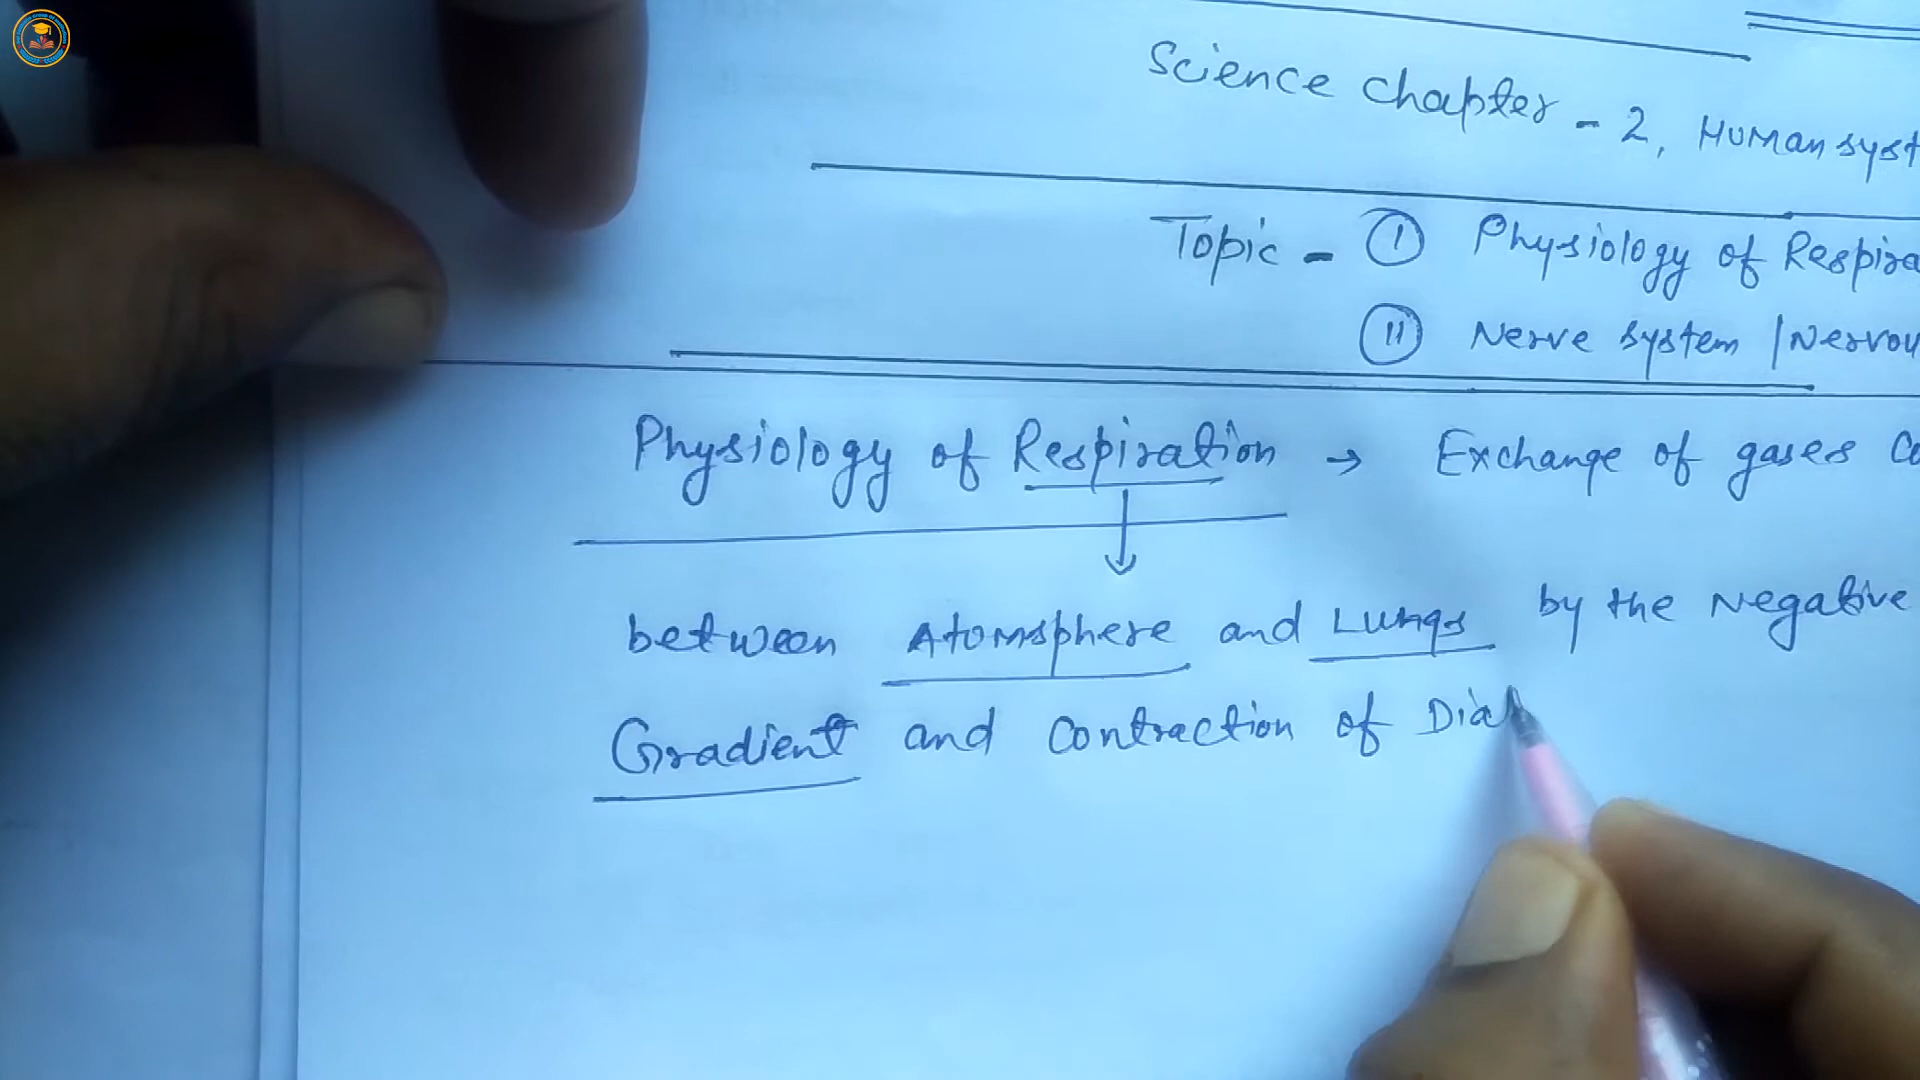 Science Chapter - 2, Human syst
Topic - (I) Physiology of Respira
(II) Nerve system / Nervou
Physiology of Respiration → Exchange of gases Co
between Atomsphere and Lungs by the Negative
Gradient and Contraction of Dia